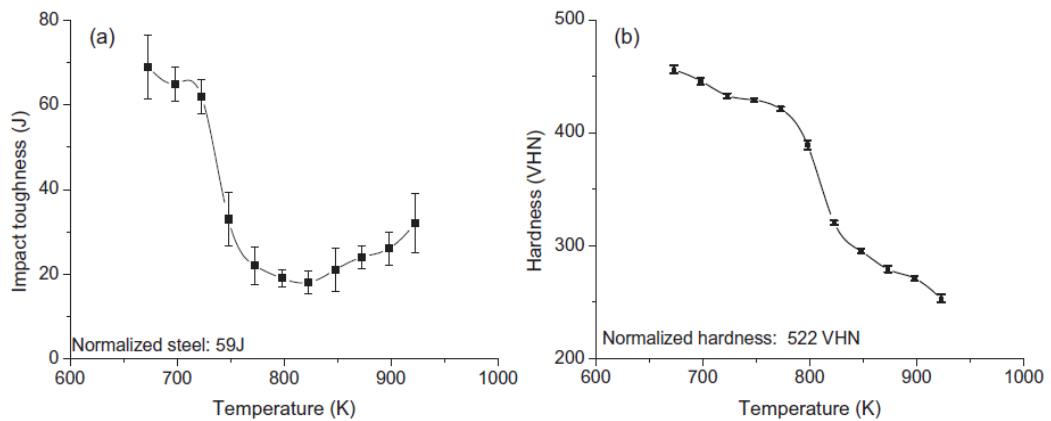 (a)
80
60
40
20
0
Impact toughness (J)
Normalized steel: 59J
600 700 800 900 1000
Temperature (K)
(b)
500
400
300
200
Hardness (VHN)
Normalized hardness: 522 VHN
600 700 800 900 1000
Temperature (K)